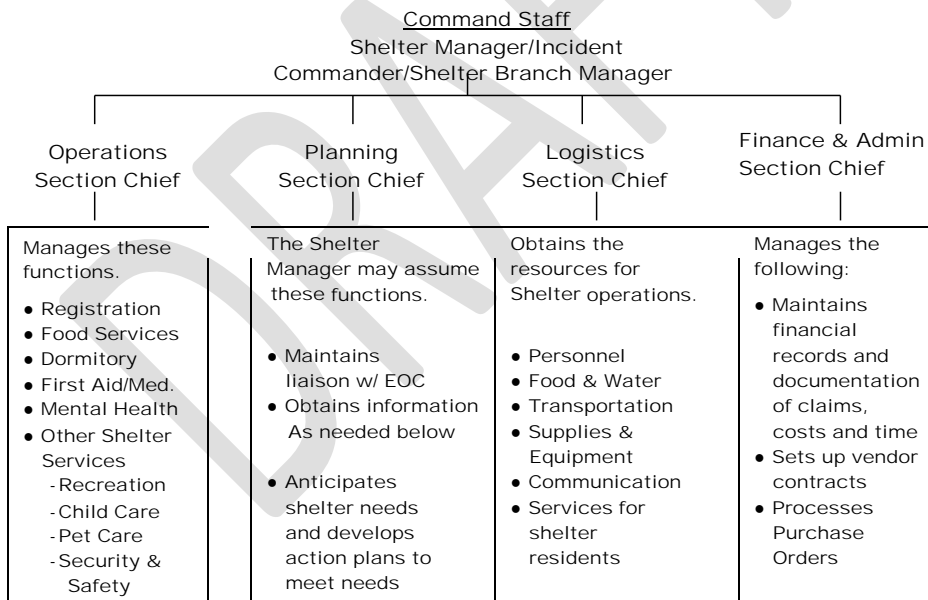 Command Staff
Shelter Manager/Incident
Commander/Shelter Branch Manager
Operations
Section Chief
Planning
Section Chief
Logistics
Section Chief
Finance & Admin
Section Chief
Manages these
functions.
● Registration
● Food Services
● Dormitory
● First Aid/Med.
● Mental Health
● Other Shelter
Services
- Recreation
- Child Care
- Pet Care
- Security &
Safety
The Shelter
Manager may assume
these functions.
● Maintains
liaison w/ EOC
● Obtains information
As needed below
● Anticipates
shelter needs
and develops
action plans to
meet needs
Obtains the
resources for
Shelter operations.
● Personnel
● Food & Water
● Transportation
● Supplies &
Equipment
● Communication
● Services for
shelter
residents
Manages the
following:
● Maintains
financial
records and
documentation
of claims,
costs and time
● Sets up vendor
contracts
● Processes
Purchase
Orders
DRAF